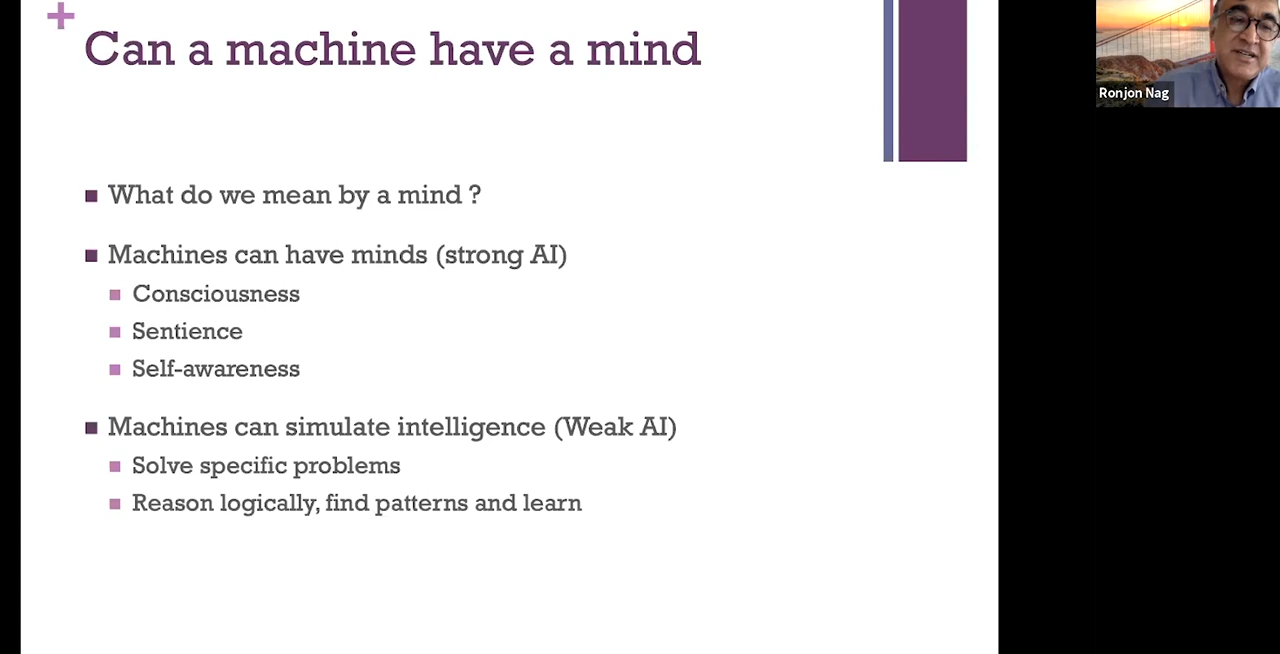 +
Can a machine have a mind
Ronjon Nag
What do we mean by a mind ?
Machines can have minds (strong AI)
Consciousness
Sentience
Self-awareness
Machines can simulate intelligence (Weak AI)
Solve specific problems
Reason logically, find patterns and learn